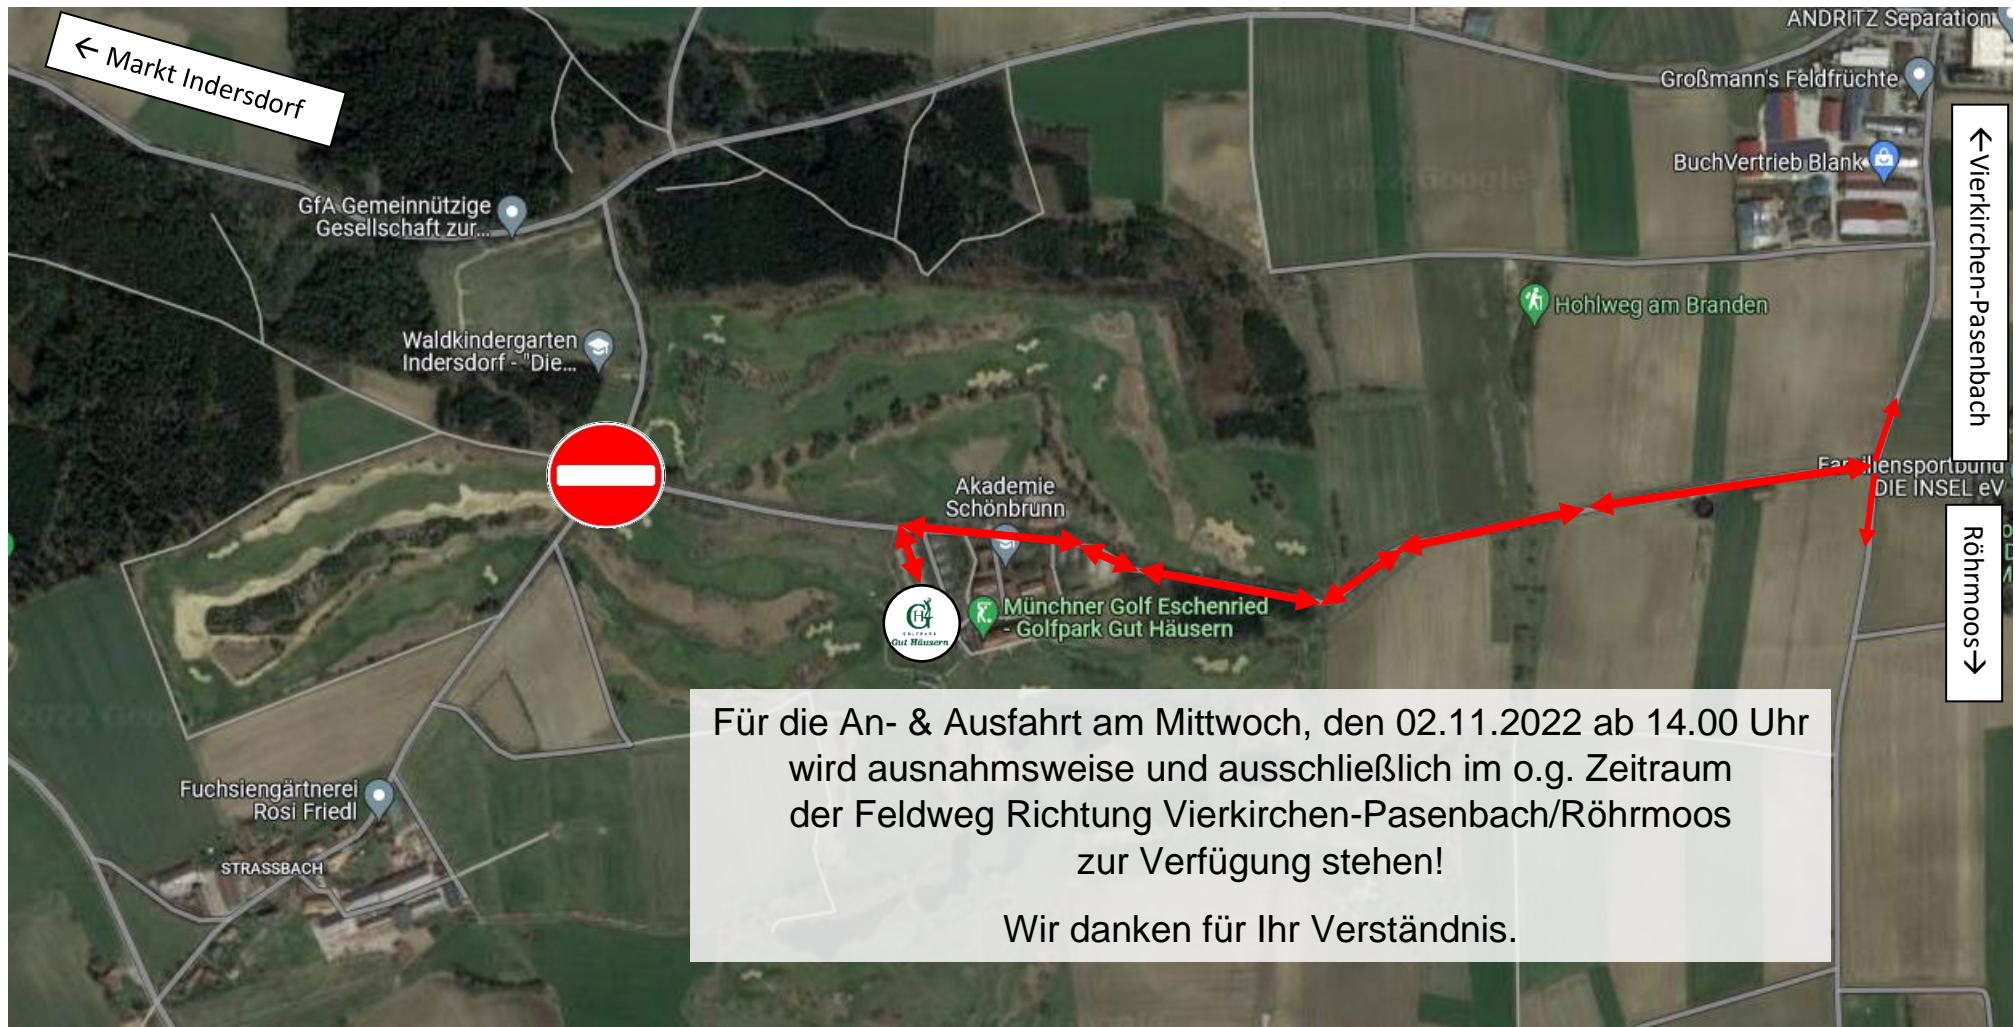 ← Markt Indersdorf
ANDRITZ Separation
Großmann's Feldfrüchte
BuchVertrieb Blank
←Vierkirchen-Pasenbach
GfA Gemeinnützige
Gesellschaft zur...
Hohlweg am Branden
Waldkindergarten
Indersdorf - "Die...
DIE INSEL eV
Akademie
Schönbrunn
Röhrmoos→
Münchner Golf Eschenried
- Golfpark Gut Häusern
GOLFPARK
Gut Häusern
Für die An- & Ausfahrt am Mittwoch, den 02.11.2022 ab 14.00 Uhr
wird ausnahmsweise und ausschließlich im o.g. Zeitraum
der Feldweg Richtung Vierkirchen-Pasenbach/Röhrmoos
zur Verfügung stehen!
Wir danken für Ihr Verständnis.
Fuchsiengärtnerei
Rosi Friedl
STRASSBACH